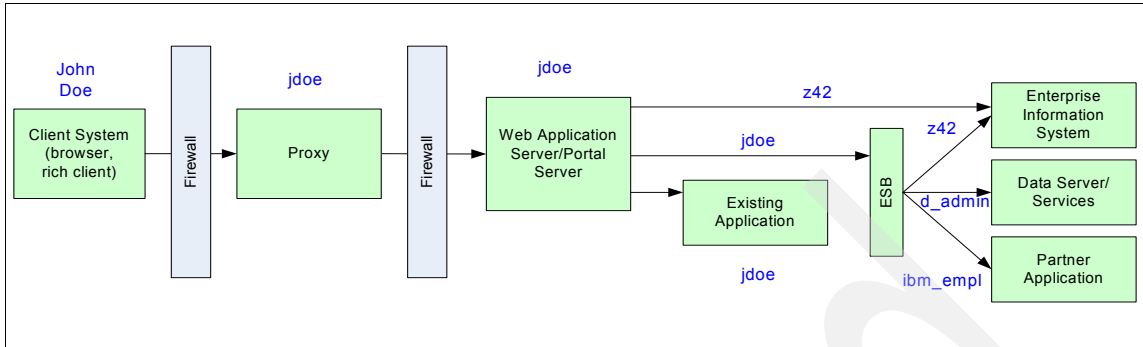 John
Doe
jdoe
jdoe
Client System
(browser,
rich client)
Firewall
Proxy
Firewall
Web Application
Server/Portal
Server
z42
jdoe
Existing
Application
jdoe
ESB
z42
d_admin
ibm_empl
Enterprise
Information
System
Data Server/
Services
Partner
Application